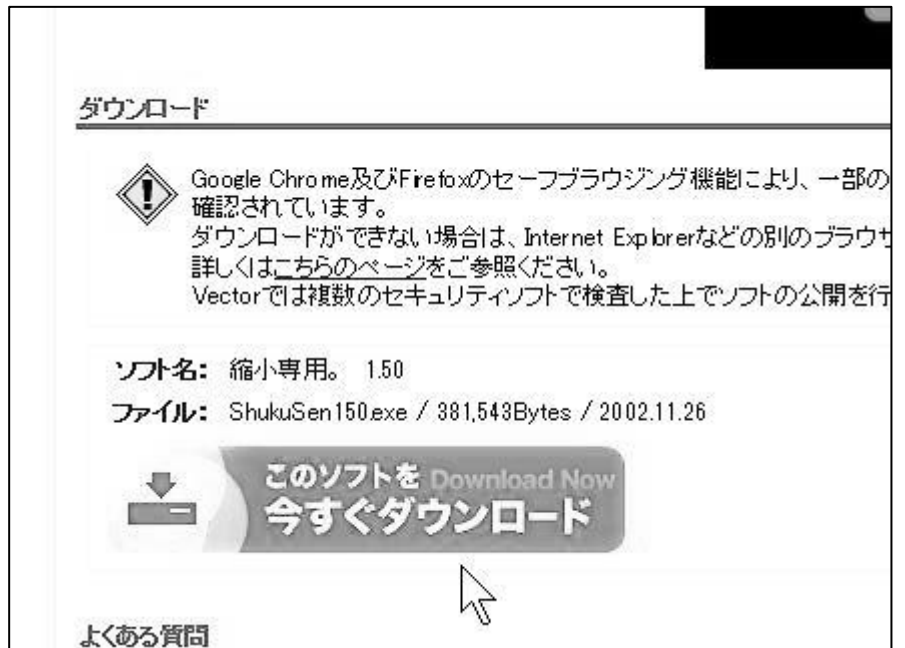 ダウンロード
Google Chrome及びFirefoxのセーフブラウジング機能により、一部の
確認されています。
ダウンロードができない場合は、Internet Explorerなどの別のブラウサ
詳しくはこちらのページをご参照ください。
Vectorでは複数のセキュリティソフトで検査した上でソフトの公開を行
ソフト名: 縮小専用。 1.50
ファイル: ShukuSen150.exe / 381,543Bytes / 2002.11.26
このソフトを Download Now
今すぐダウンロード
よくある質問